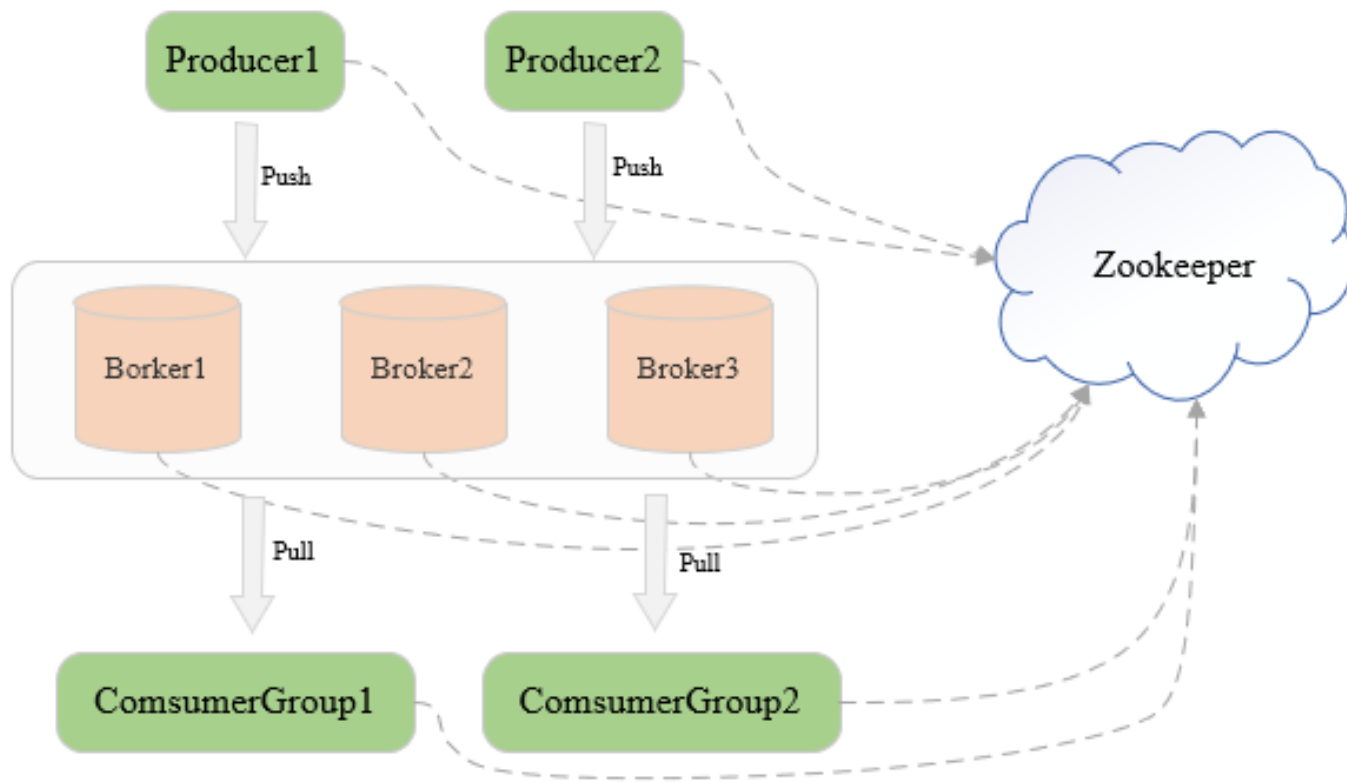 Producer1
Producer2
Push
Push
Zookeeper
Borker1
Broker2
Broker3
Pull
Pull
ComsumerGroup1
ComsumerGroup2